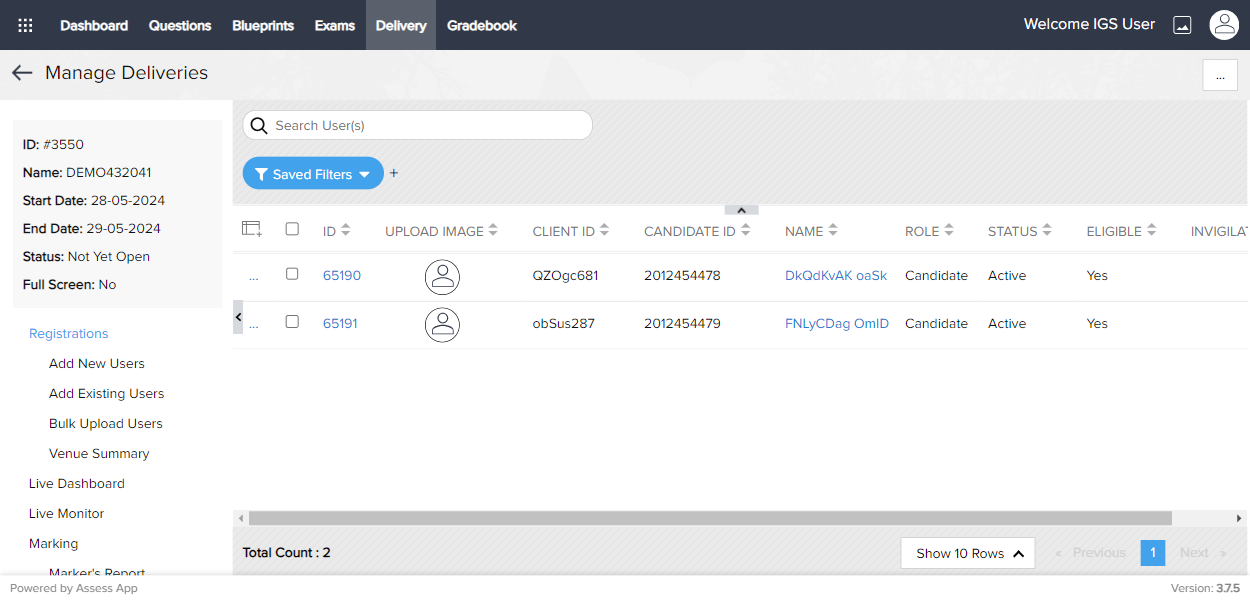 Dashboard Questions Blueprints Exams Delivery Gradebook Welcome IGS User
Manage Deliveries ...
ID: #3550
Name: DEMO432041
Start Date: 28-05-2024
End Date: 29-05-2024
Status: Not Yet Open
Full Screen: No
Registrations
Add New Users
Add Existing Users
Bulk Upload Users
Venue Summary
Live Dashboard
Live Monitor
Marking
Marker's Report
Search User(s)
Saved Filters +
ID UPLOAD IMAGE CLIENT ID CANDIDATE ID NAME ROLE STATUS ELIGIBLE INVIGILAT
... 65190 QZOgc681 2012454478 DkQdKvAK oaSk Candidate Active Yes
... 65191 obSus287 2012454479 FNLyCDag OmID Candidate Active Yes
Total Count : 2 Show 10 Rows « Previous 1 Next »
Powered by Assess App Version: 3.7.5